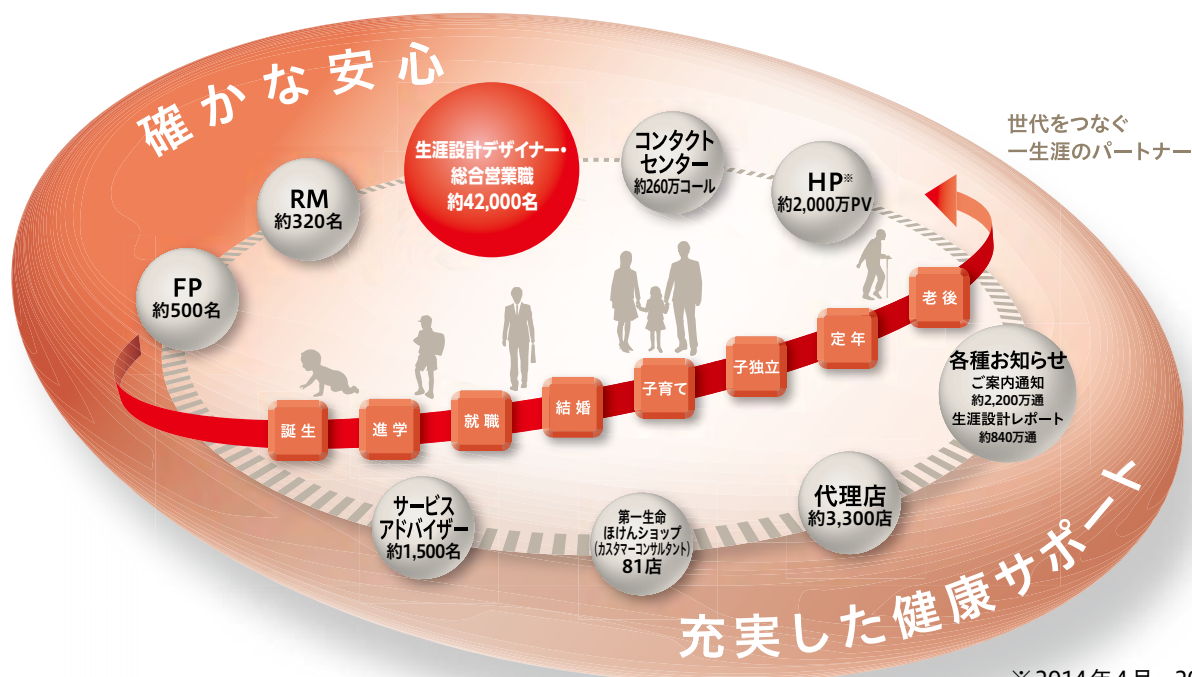 確かな安心
世代をつなぐ
一生涯のパートナー
生涯設計デザイナー・
総合営業職
約42,000名
コンタクト
センター
約260万コール
HP※
約2,000万PV
RM
約320名
FP
約500名
誕生
進学
就職
結婚
子育て
子独立
定年
老後
各種お知らせ
ご案内通知
約2,200万通
生涯設計レポート
約840万通
サービス
アドバイザー
約1,500名
第一生命
ほけんショップ
(カスタマーコンサルタント)
81店
代理店
約3,300店
充実した健康サポート